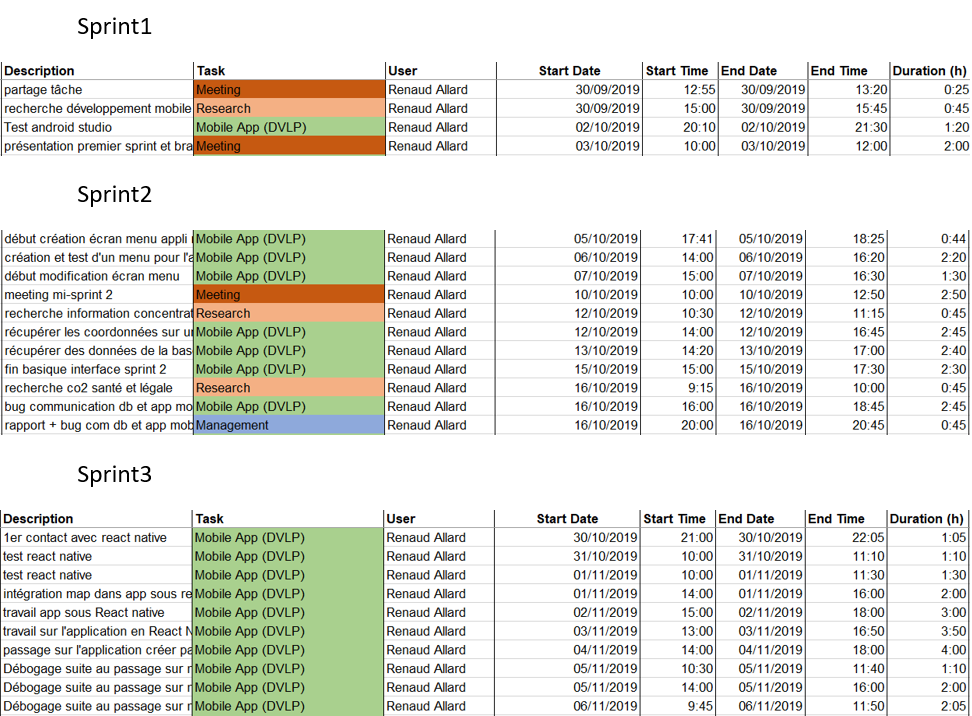 Sprint1
Description Task User Start Date Start Time End Date End Time Duration (h)
partage tâche Meeting Renaud Allard 30/09/2019 12:55 30/09/2019 13:20 0:25
recherche développement mobile Research Renaud Allard 30/09/2019 15:00 30/09/2019 15:45 0:45
Test android studio Mobile App (DVLP) Renaud Allard 02/10/2019 20:10 02/10/2019 21:30 1:20
présentation premier sprint et bra Meeting Renaud Allard 03/10/2019 10:00 03/10/2019 12:00 2:00
Sprint2
début création écran menu appli Mobile App (DVLP) Renaud Allard 05/10/2019 17:41 05/10/2019 18:25 0:44
création et test d'un menu pour l'a Mobile App (DVLP) Renaud Allard 06/10/2019 14:00 06/10/2019 16:20 2:20
début modification écran menu Mobile App (DVLP) Renaud Allard 07/10/2019 15:00 07/10/2019 16:30 1:30
meeting mi-sprint 2 Meeting Renaud Allard 10/10/2019 10:00 10/10/2019 12:50 2:50
recherche information concentrat Research Renaud Allard 12/10/2019 10:30 12/10/2019 11:15 0:45
récupérer les coordonnées sur un Mobile App (DVLP) Renaud Allard 12/10/2019 14:00 12/10/2019 16:45 2:45
récupérer des données de la bas Mobile App (DVLP) Renaud Allard 13/10/2019 14:20 13/10/2019 17:00 2:40
fin basique interface sprint 2 Mobile App (DVLP) Renaud Allard 15/10/2019 15:00 15/10/2019 17:30 2:30
recherche co2 santé et légale Research Renaud Allard 16/10/2019 9:15 16/10/2019 10:00 0:45
bug communication db et app mo Mobile App (DVLP) Renaud Allard 16/10/2019 16:00 16/10/2019 18:45 2:45
rapport + bug com db et app mob Management Renaud Allard 16/10/2019 20:00 16/10/2019 20:45 0:45
Sprint3
Description Task User Start Date Start Time End Date End Time Duration (h)
1er contact avec react native Mobile App (DVLP) Renaud Allard 30/10/2019 21:00 30/10/2019 22:05 1:05
test react native Mobile App (DVLP) Renaud Allard 31/10/2019 10:00 31/10/2019 11:10 1:10
test react native Mobile App (DVLP) Renaud Allard 01/11/2019 10:00 01/11/2019 11:30 1:30
intégration map dans app sous re Mobile App (DVLP) Renaud Allard 01/11/2019 14:00 01/11/2019 16:00 2:00
travail app sous React native Mobile App (DVLP) Renaud Allard 02/11/2019 15:00 02/11/2019 18:00 3:00
travail sur l'application en React N Mobile App (DVLP) Renaud Allard 03/11/2019 13:00 03/11/2019 16:50 3:50
passage sur l'application créer pa Mobile App (DVLP) Renaud Allard 04/11/2019 14:00 04/11/2019 18:00 4:00
Débogage suite au passage sur r Mobile App (DVLP) Renaud Allard 05/11/2019 10:30 05/11/2019 11:40 1:10
Débogage suite au passage sur r Mobile App (DVLP) Renaud Allard 05/11/2019 14:00 05/11/2019 16:00 2:00
Débogage suite au passage sur r Mobile App (DVLP) Renaud Allard 06/11/2019 9:45 06/11/2019 11:50 2:05